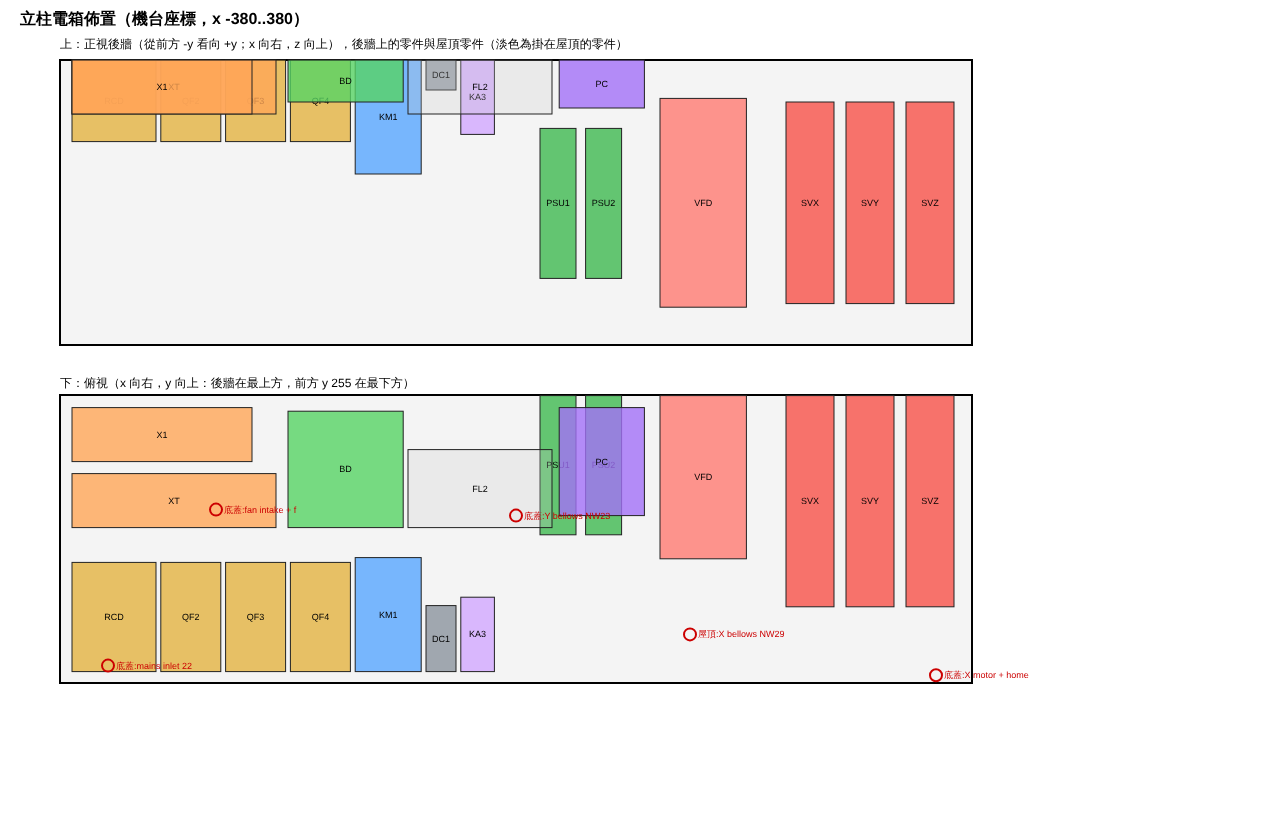 立柱電箱佈置（機台座標，x -380..380）
上：正視後牆（從前方 -y 看向 +y；x 向右，z 向上），後牆上的零件與屋頂零件（淡色為掛在屋頂的零件）
X1
XT
QF3
QF4
BD
KM1
DC1
FL2
KA3
PC
PSU1
PSU2
VFD
SVX
SVY
SVZ
下：俯視（x 向右，y 向上：後牆在最上方，前方 y 255 在最下方）
X1
BD
XT
FL2
PSU1
PC
VFD
SVX
SVY
SVZ
底蓋:fan intake + f
底蓋:Y bellows NW23
RCD
QF2
QF3
QF4
KM1
DC1
KA3
屋頂:X bellows NW29
底蓋:mains inlet 22
底蓋:X motor + home